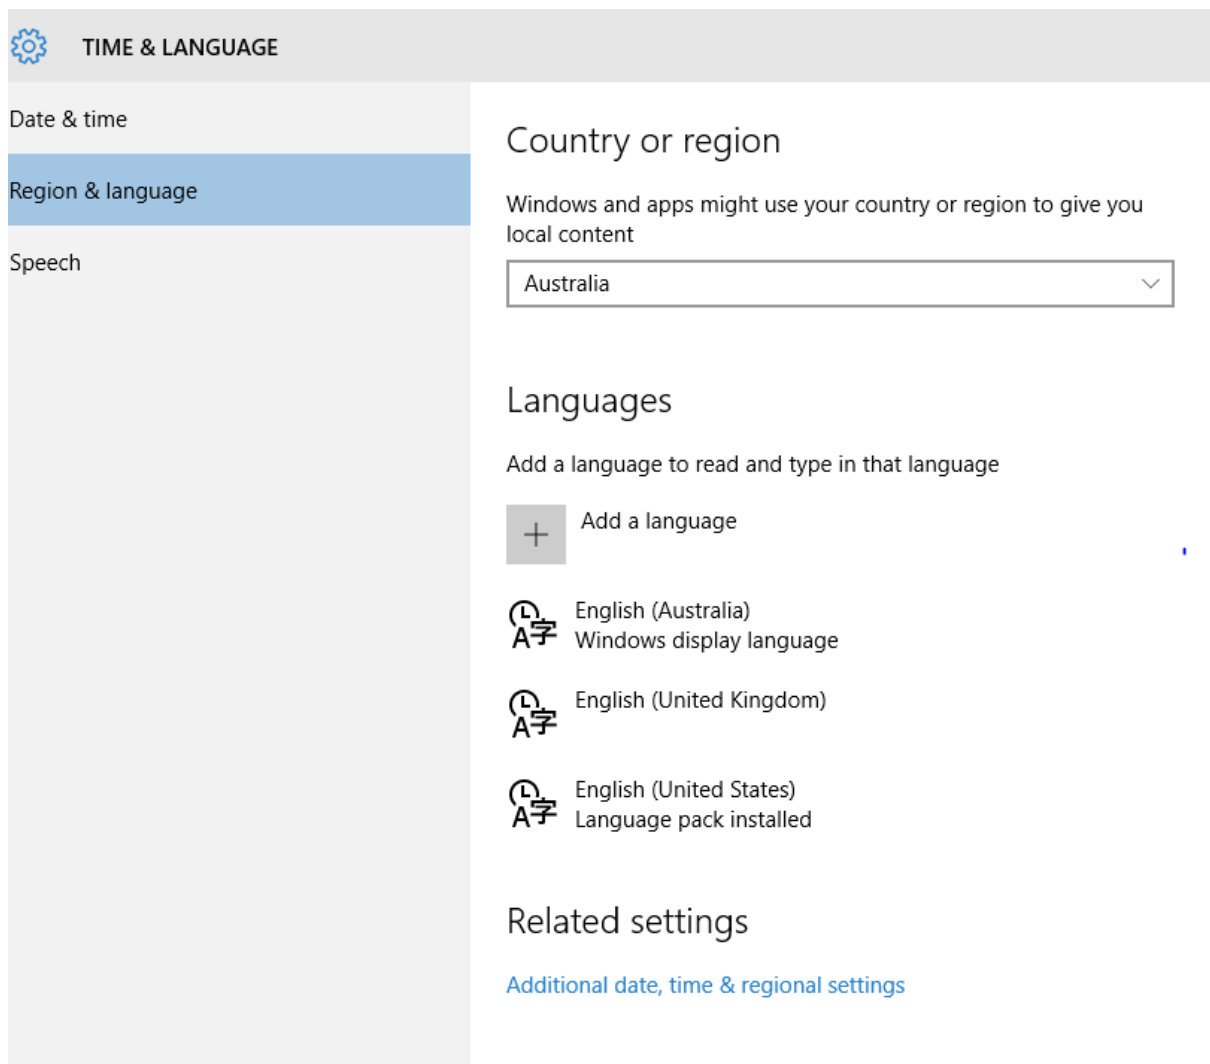 TIME & LANGUAGE
Date & time
Region & language
Speech
Country or region
Windows and apps might use your country or region to give you
local content
Australia
Languages
Add a language to read and type in that language
Add a language
English (Australia)
Windows display language
English (United Kingdom)
English (United States)
Language pack installed
Related settings
Additional date, time & regional settings